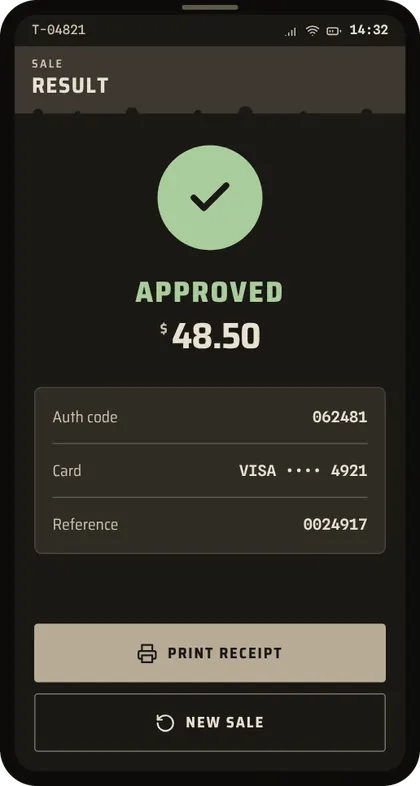 T-04821 14:32
SALE
RESULT
APPROVED
$48.50
Auth code 062481
Card VISA •••• 4921
Reference 0024917
PRINT RECEIPT
NEW SALE